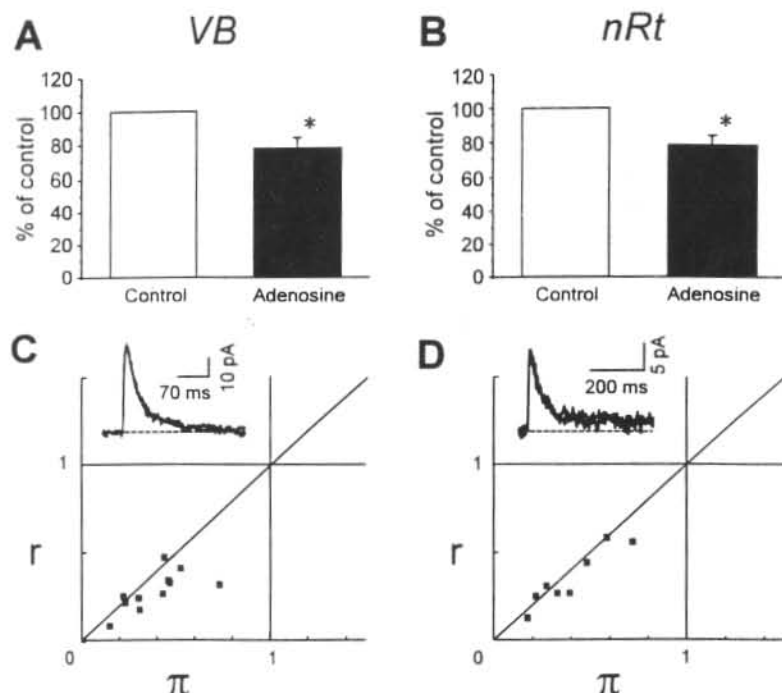 A VB
% of control
120
100
80
60
40
20
0
*
Control Adenosine
B nRt
% of control
120
100
80
60
40
20
0
*
Control Adenosine
C
70 ms
10 pA
1
r
0
1
π
D
200 ms
5 pA
1
r
0
1
π